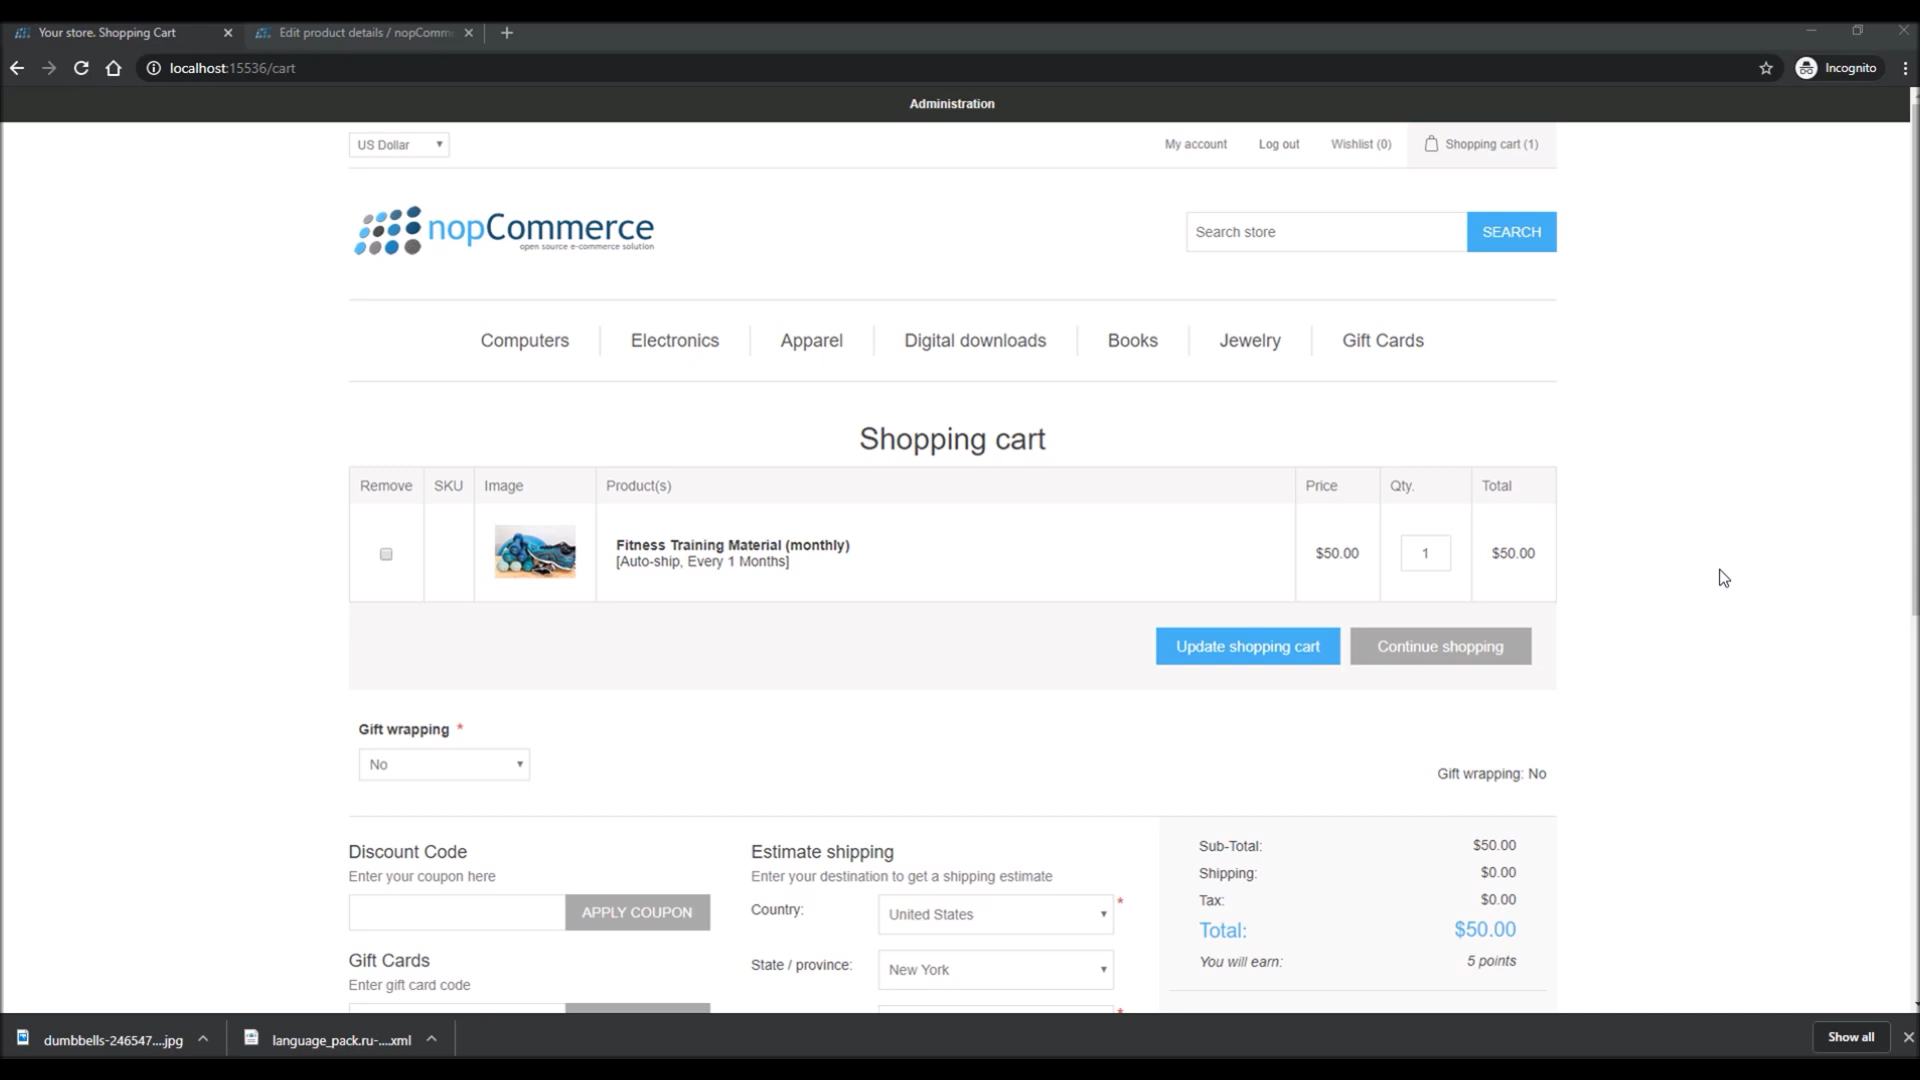 Your store. Shopping Cart
Edit product details / nopComm
localhost:15536/cart
Incognito
Administration
US Dollar
My account
Log out
Wishlist (0)
Shopping cart (1)
nopCommerce
open source e-commerce solution
Search store
SEARCH
Computers
Electronics
Apparel
Digital downloads
Books
Jewelry
Gift Cards
Shopping cart
Remove SKU Image Product(s) Price Qty. Total
Fitness Training Material (monthly)
[Auto-ship, Every 1 Months]
$50.00 1 $50.00
Update shopping cart
Continue shopping
Gift wrapping *
No
Gift wrapping: No
Discount Code
Enter your coupon here
APPLY COUPON
Gift Cards
Enter gift card code
Estimate shipping
Enter your destination to get a shipping estimate
Country: United States *
State / province: New York
*
Sub-Total: $50.00
Shipping: $0.00
Tax: $0.00
Total: $50.00
You will earn: 5 points
dumbbells-246547....jpg
language_pack.ru-....xml
Show all